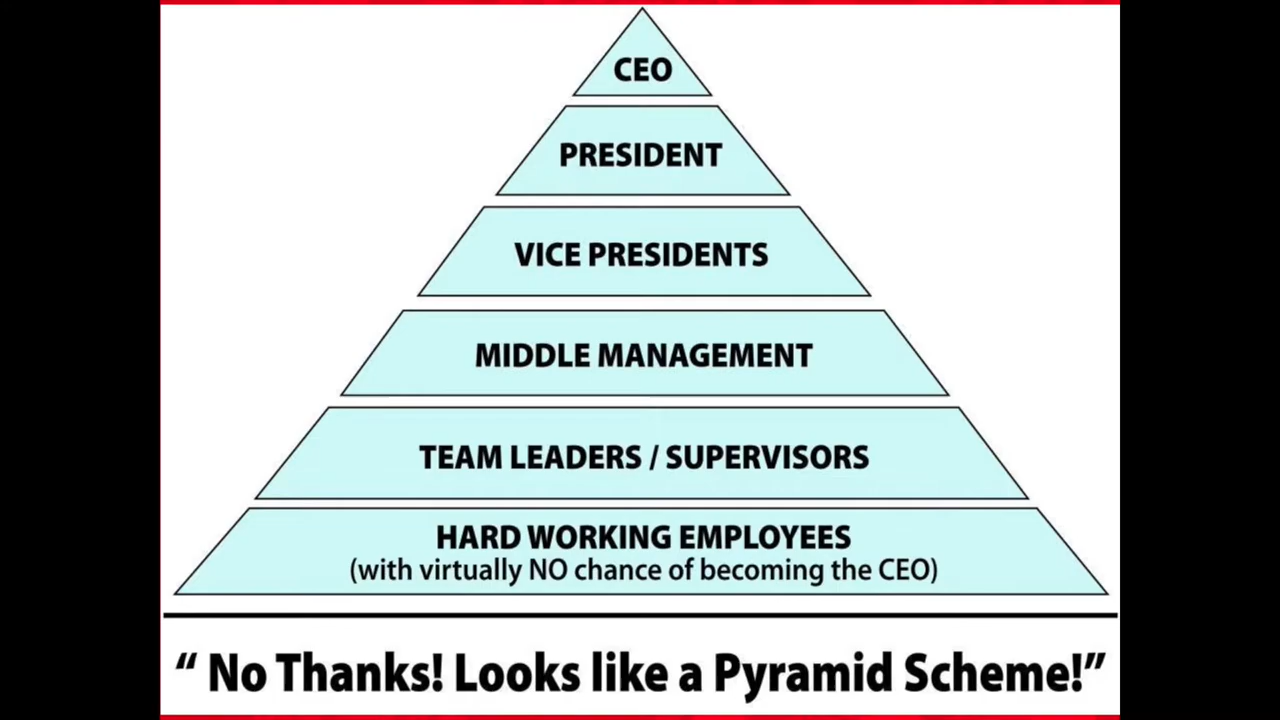 CEO
PRESIDENT
VICE PRESIDENTS
MIDDLE MANAGEMENT
TEAM LEADERS / SUPERVISORS
HARD WORKING EMPLOYEES
(with virtually NO chance of becoming the CEO)
“ No Thanks! Looks like a Pyramid Scheme!”